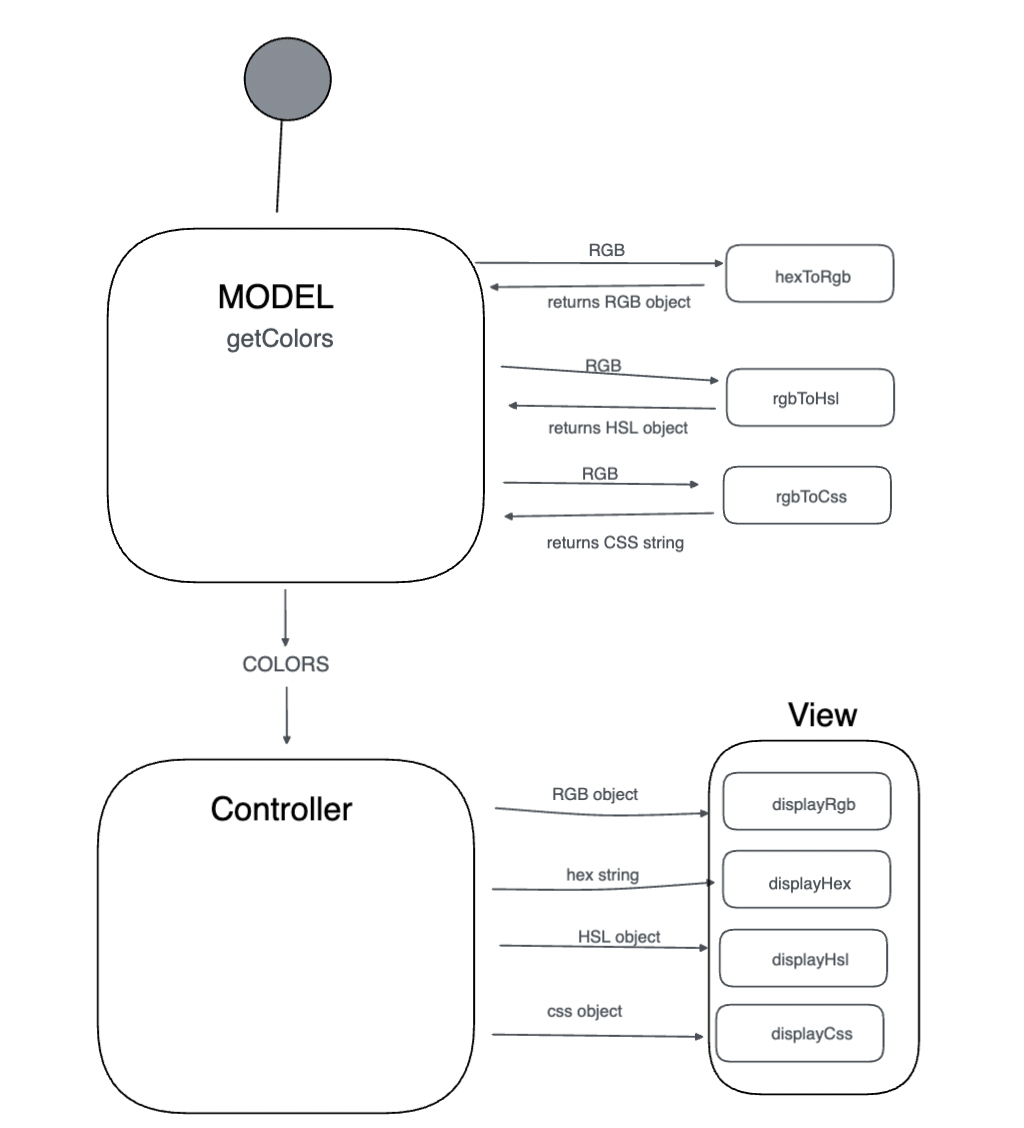 MODEL
getColors
RGB
returns RGB object
hexToRgb
RGB
returns HSL object
rgbToHsl
RGB
returns CSS string
rgbToCss
COLORS
Controller
View
RGB object
displayRgb
hex string
displayHex
HSL object
displayHsl
css object
displayCss